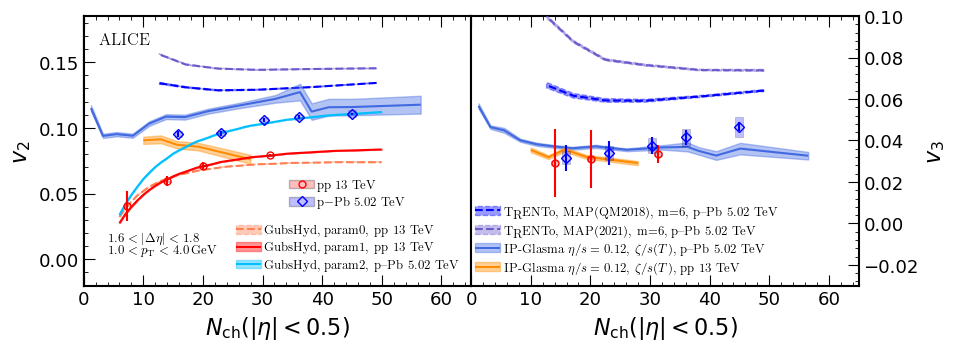 ALICE
v2
0.15
0.10
0.05
0.00
pp 13 TeV
p−Pb 5.02 TeV
1.6 < |Δη| < 1.8
1.0 < pT < 4.0 GeV
GubsHyd, param0, pp 13 TeV
GubsHyd, param1, pp 13 TeV
GubsHyd, param2, p–Pb 5.02 TeV
0 10 20 30 40 50 60
Nch(|η| < 0.5)
TRENTo, MAP(QM2018), m=6, p–Pb 5.02 TeV
TRENTo, MAP(2021), m=6, p–Pb 5.02 TeV
IP-Glasma η/s = 0.12, ζ/s(T), p–Pb 5.02 TeV
IP-Glasma η/s = 0.12, ζ/s(T), pp 13 TeV
0.10
0.08
0.06
0.04
0.02
0.00
−0.02
v3
0 10 20 30 40 50 60
Nch(|η| < 0.5)